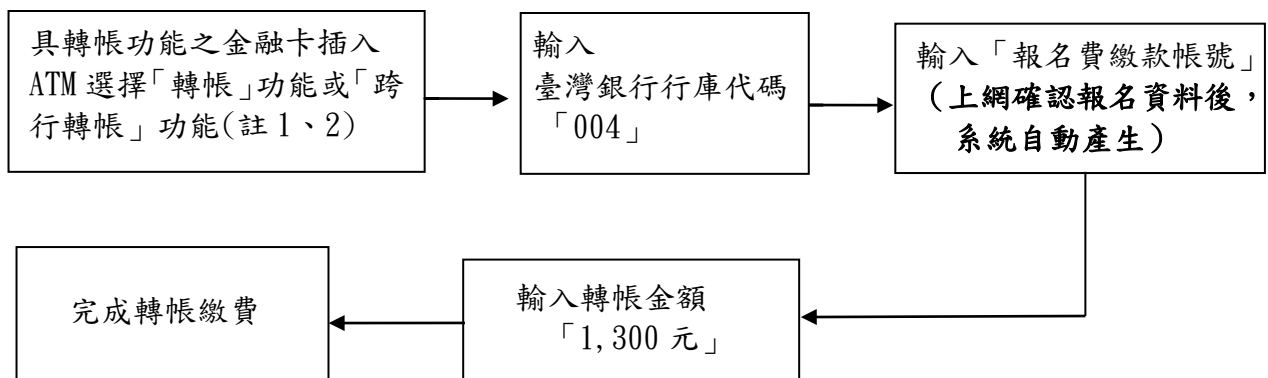 具轉帳功能之金融卡插入
ATM 選擇「轉帳」功能或「跨
行轉帳」功能(註 1、2)
輸入
臺灣銀行行庫代碼
「004」
輸入「報名費繳款帳號」
（上網確認報名資料後，
系統自動產生）
輸入轉帳金額
「1,300 元」
完成轉帳繳費